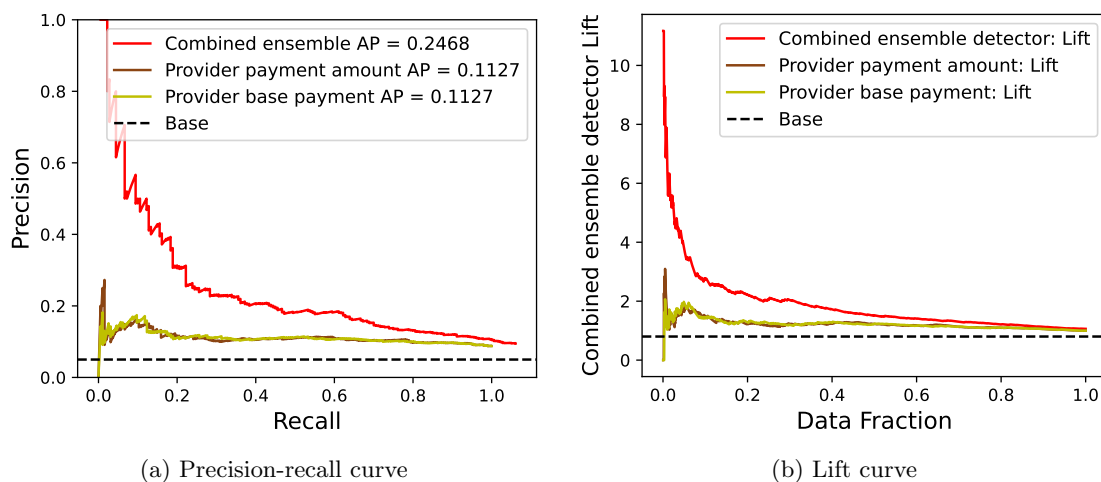 1.0
0.8
0.6
0.4
0.2
0.0
Precision
Combined ensemble AP = 0.2468
Provider payment amount AP = 0.1127
Provider base payment AP = 0.1127
Base
0.0 0.2 0.4 0.6 0.8 1.0
Recall
(a) Precision-recall curve
10
8
6
4
2
0
Combined ensemble detector Lift
Combined ensemble detector: Lift
Provider payment amount: Lift
Provider base payment: Lift
Base
0.0 0.2 0.4 0.6 0.8 1.0
Data Fraction
(b) Lift curve